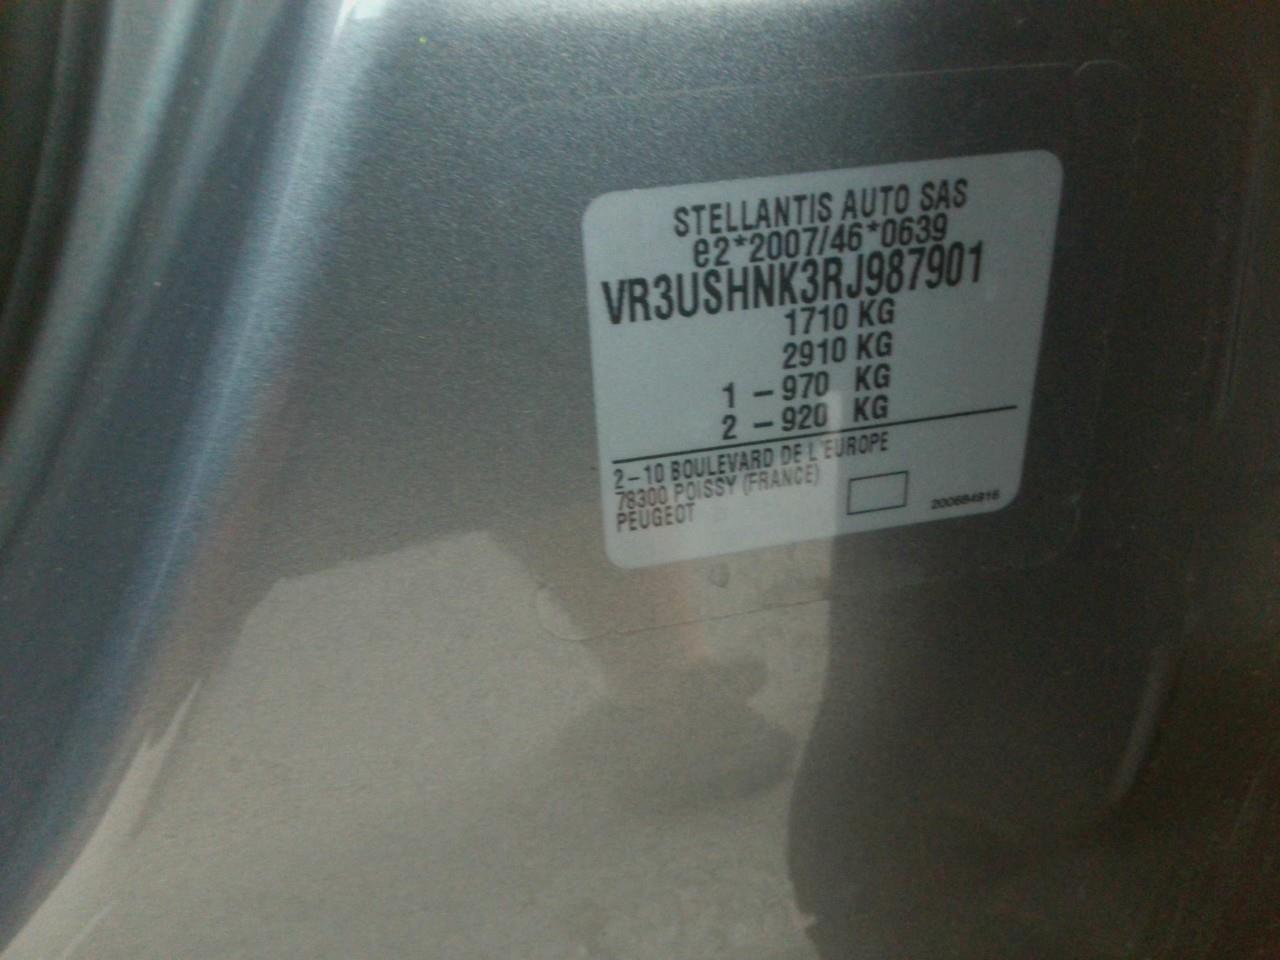 STELLANTIS AUTO SAS
e2*2007/46*0639
VR3USHNK3RJ987901
1710 KG
2910 KG
1 – 970 KG
2 – 920 KG
2–10 BOULEVARD DE L'EUROPE
78300 POISSY (FRANCE)
PEUGEOT
200684916